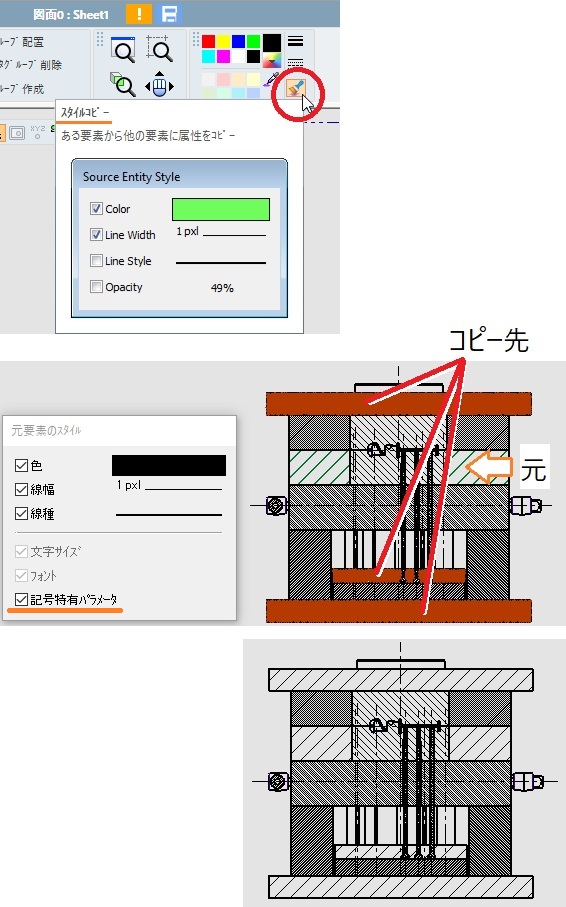 図面0 : Sheet1
ﾙｰﾌﾟ 配置
ﾀｸﾞﾙｰﾌﾟ 削除
ﾙｰﾌﾟ 作成
XYZ
ｽﾀｲﾙｺﾋﾟｰ
ある要素から他の要素に属性をｺﾋﾟｰ
Source Entity Style
Color
Line Width 1 pxl
Line Style
Opacity 49%
コピー先
元要素のｽﾀｲﾙ
色
線幅 1 pxl
線種
文字ｻｲｽﾞ
ﾌｫﾝﾄ
記号特有ﾊﾟﾗﾒｰﾀ
元